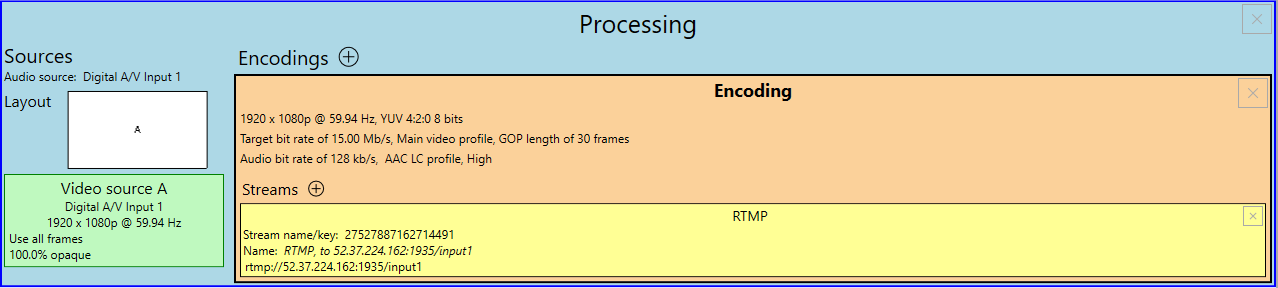 Processing
Sources
Audio source: Digital A/V Input 1
Layout
A
Video source A
Digital A/V Input 1
1920 x 1080p @ 59.94 Hz
Use all frames
100.0% opaque
Encodings
Encoding
1920 x 1080p @ 59.94 Hz, YUV 4:2:0 8 bits
Target bit rate of 15.00 Mb/s, Main video profile, GOP length of 30 frames
Audio bit rate of 128 kb/s, AAC LC profile, High
Streams
RTMP
Stream name/key: 27527887162714491
Name: RTMP, to 52.37.224.162:1935/input1
rtmp://52.37.224.162:1935/input1